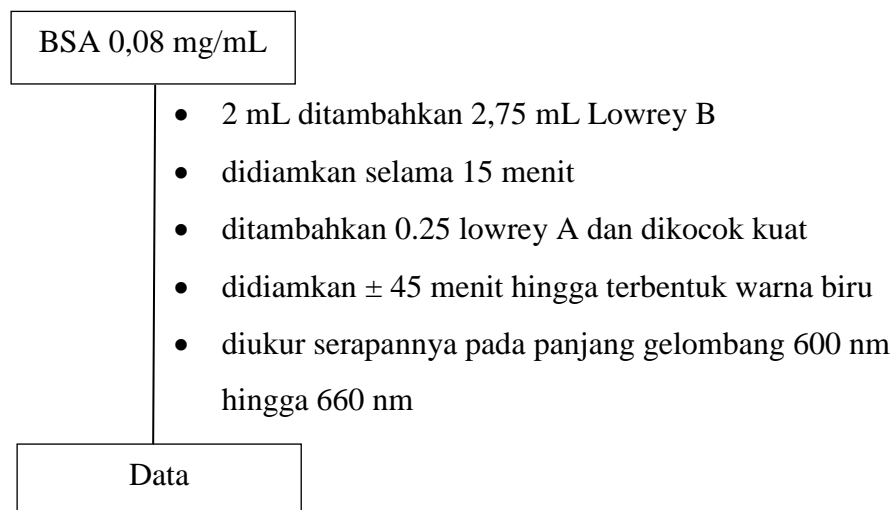 BSA 0,08 mg/mL
• 2 mL ditambahkan 2,75 mL Lowrey B
• didiamkan selama 15 menit
• ditambahkan 0.25 lowrey A dan dikocok kuat
• didiamkan ± 45 menit hingga terbentuk warna biru
• diukur serapannya pada panjang gelombang 600 nm
hingga 660 nm
Data